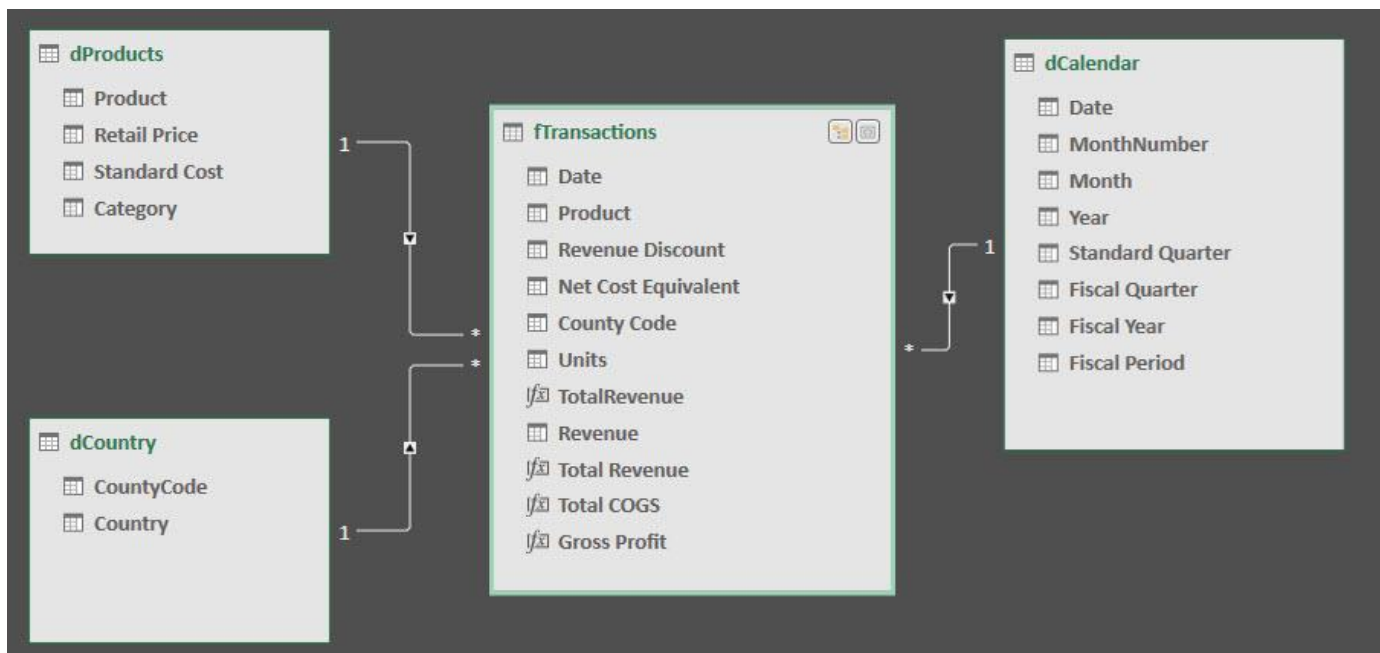 dProducts
Product
Retail Price
Standard Cost
Category
1
dCountry
CountyCode
Country
1
fTransactions
Date
Product
Revenue Discount
Net Cost Equivalent
County Code
Units
TotalRevenue
Revenue
Total Revenue
Total COGS
Gross Profit
*
*
*
dCalendar
Date
MonthNumber
Month
Year
Standard Quarter
Fiscal Quarter
Fiscal Year
Fiscal Period
1